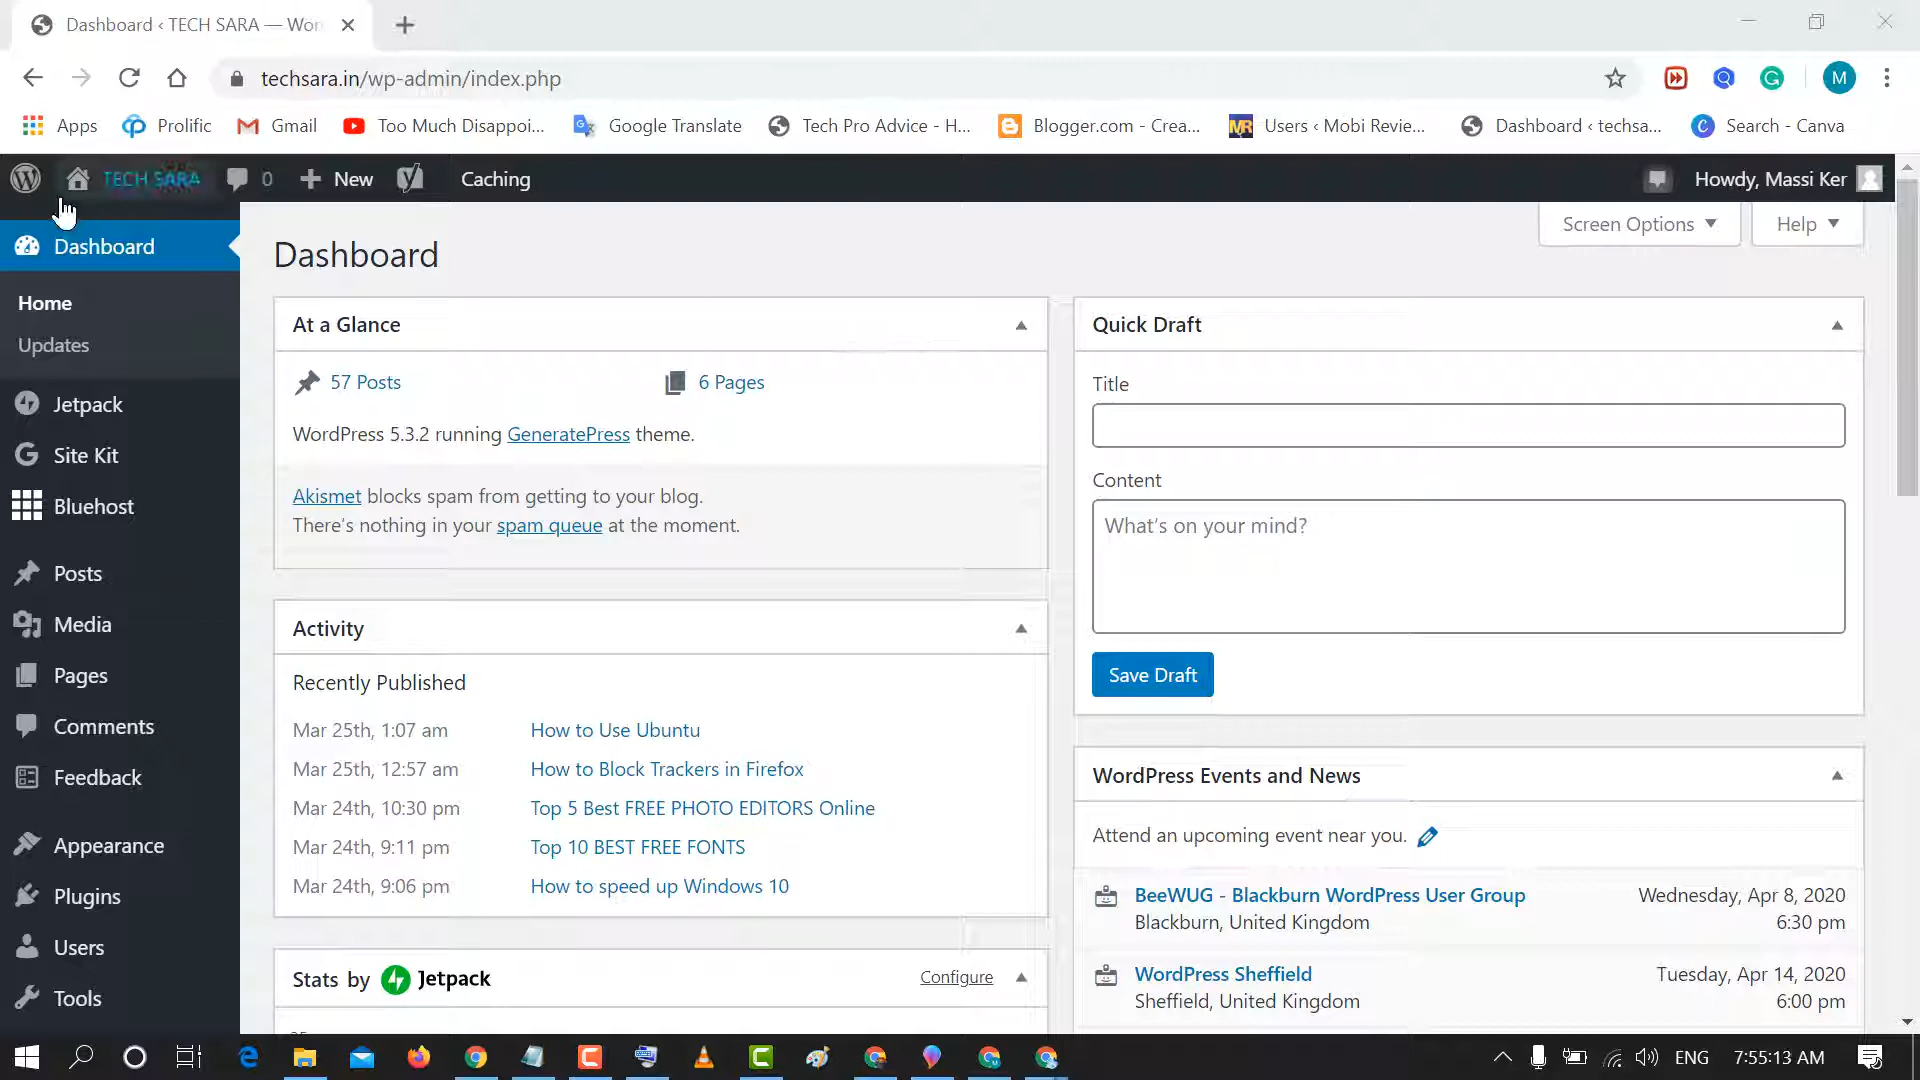 Dashboard ‹ TECH SARA — Wor
techsara.in/wp-admin/index.php
M
Apps
Prolific
Gmail
Too Much Disappoi...
Google Translate
Tech Pro Advice - H...
Blogger.com - Crea...
MR
Users ‹ Mobi Revie...
Dashboard ‹ techsa...
Search - Canva
TECH SARA
0
New
Caching
Howdy, Massi Ker
Dashboard
Home
Updates
Jetpack
Site Kit
Bluehost
Posts
Media
Pages
Comments
Feedback
Appearance
Plugins
Users
Tools
Screen Options
Help
Dashboard
At a Glance
57 Posts
6 Pages
WordPress 5.3.2 running GeneratePress theme.
Akismet blocks spam from getting to your blog.
There's nothing in your spam queue at the moment.
Activity
Recently Published
Mar 25th, 1:07 am How to Use Ubuntu
Mar 25th, 12:57 am How to Block Trackers in Firefox
Mar 24th, 10:30 pm Top 5 Best FREE PHOTO EDITORS Online
Mar 24th, 9:11 pm Top 10 BEST FREE FONTS
Mar 24th, 9:06 pm How to speed up Windows 10
Stats by Jetpack
Configure
Quick Draft
Title
Content
What's on your mind?
Save Draft
WordPress Events and News
Attend an upcoming event near you.
BeeWUG - Blackburn WordPress User Group Wednesday, Apr 8, 2020
Blackburn, United Kingdom 6:30 pm
WordPress Sheffield Tuesday, Apr 14, 2020
Sheffield, United Kingdom 6:00 pm
ENG
7:55:13 AM